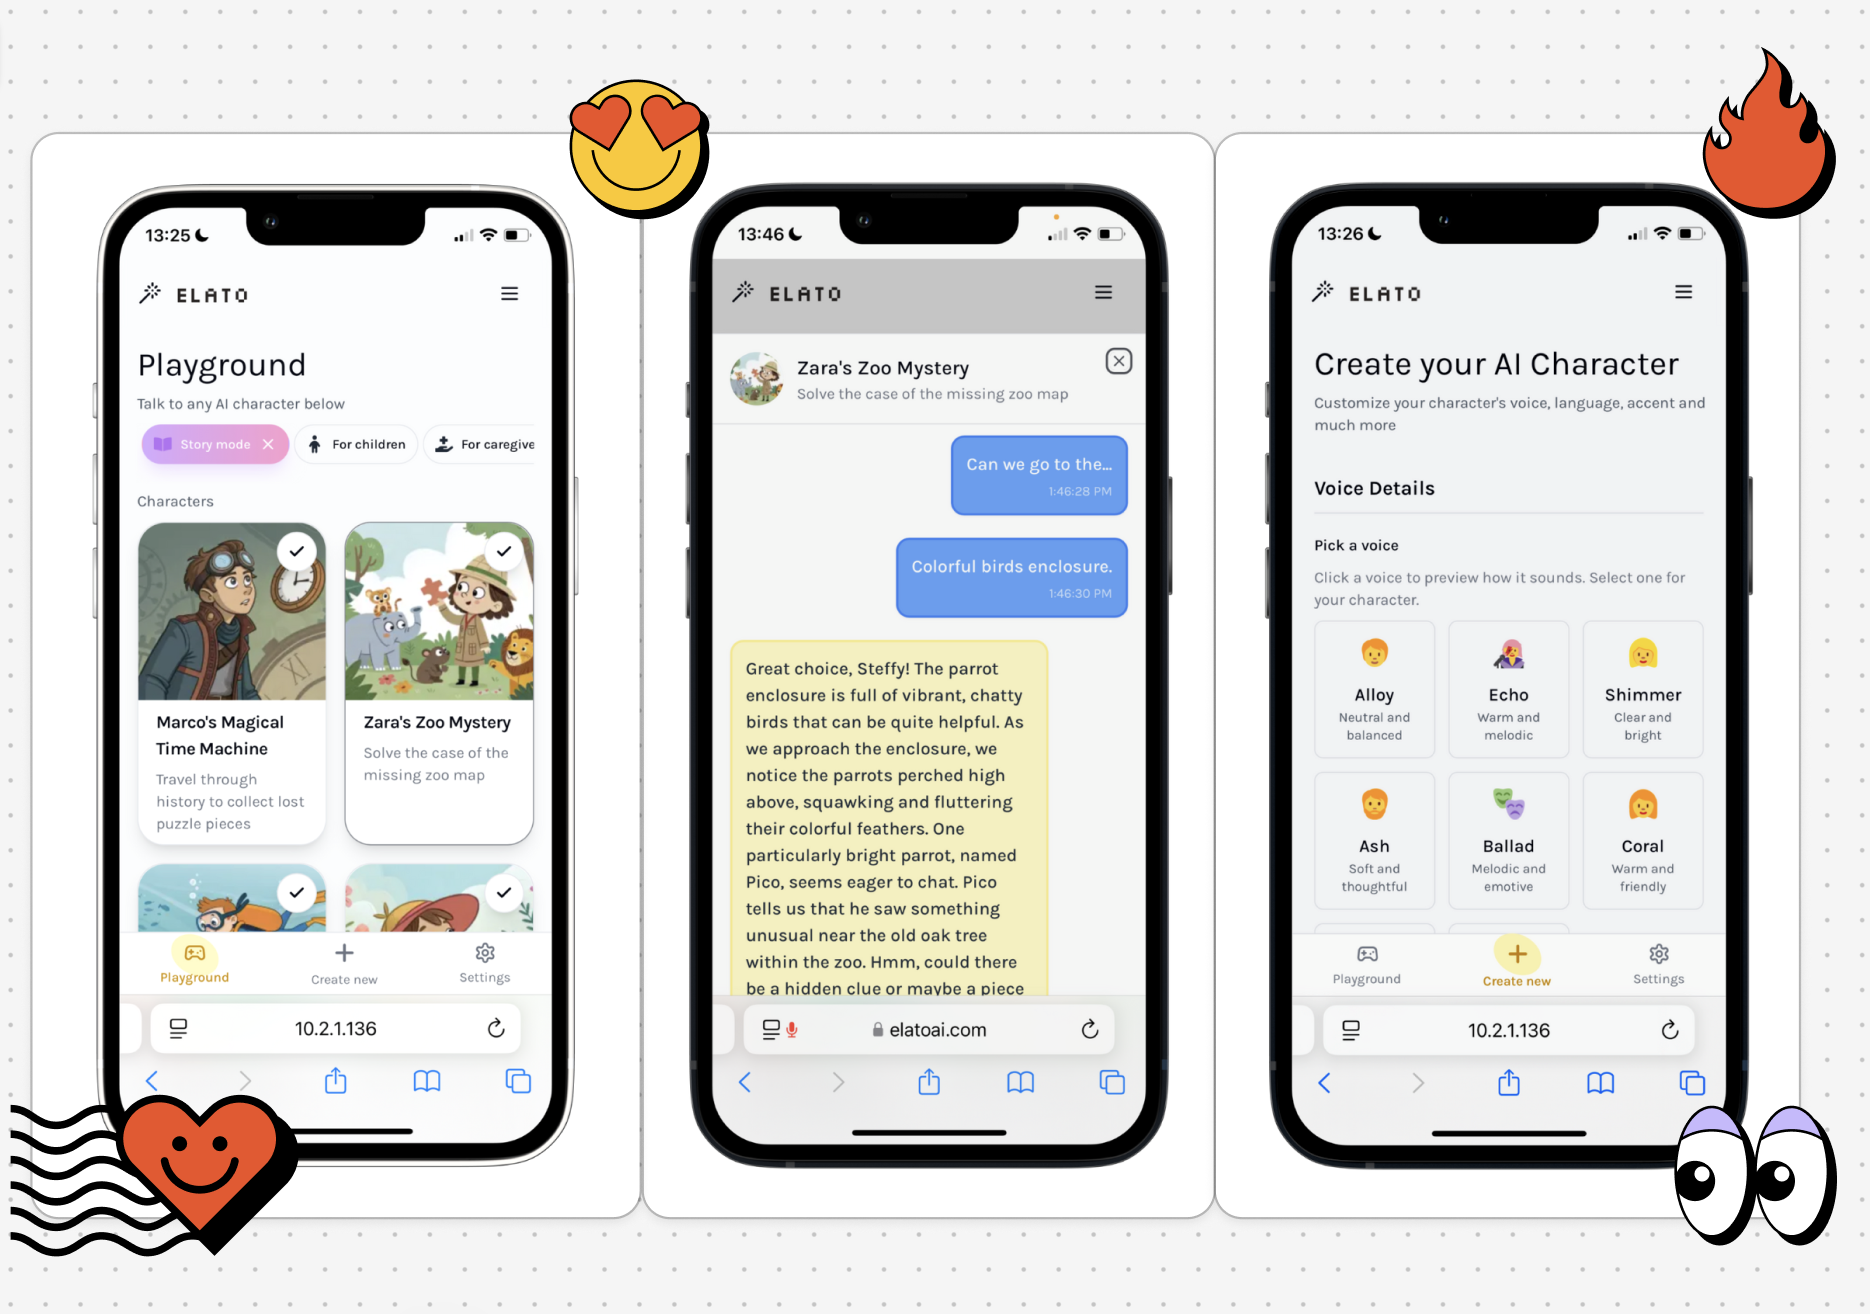 13:25
ELATO
Playground
Talk to any AI character below
Story mode
For children
For caregive
Characters
Marco's Magical
Time Machine
Travel through
history to collect lost
puzzle pieces
Zara's Zoo Mystery
Solve the case of the
missing zoo map
Playground
Create new
Settings
10.2.1.136
13:46
ELATO
Zara's Zoo Mystery
Solve the case of the missing zoo map
Can we go to the...
1:46:28 PM
Colorful birds enclosure.
1:46:30 PM
Great choice, Steffy! The parrot
enclosure is full of vibrant, chatty
birds that can be quite helpful. As
we approach the enclosure, we
notice the parrots perched high
above, squawking and fluttering
their colorful feathers. One
particularly bright parrot, named
Pico, seems eager to chat. Pico
tells us that he saw something
unusual near the old oak tree
within the zoo. Hmm, could there
be a hidden clue or maybe a piece
elatoai.com
13:26
ELATO
Create your AI Character
Customize your character's voice, language, accent and
much more
Voice Details
Pick a voice
Click a voice to preview how it sounds. Select one for
your character.
Alloy
Neutral and
balanced
Echo
Warm and
melodic
Shimmer
Clear and
bright
Ash
Soft and
thoughtful
Ballad
Melodic and
emotive
Coral
Warm and
friendly
Playground
Create new
Settings
10.2.1.136